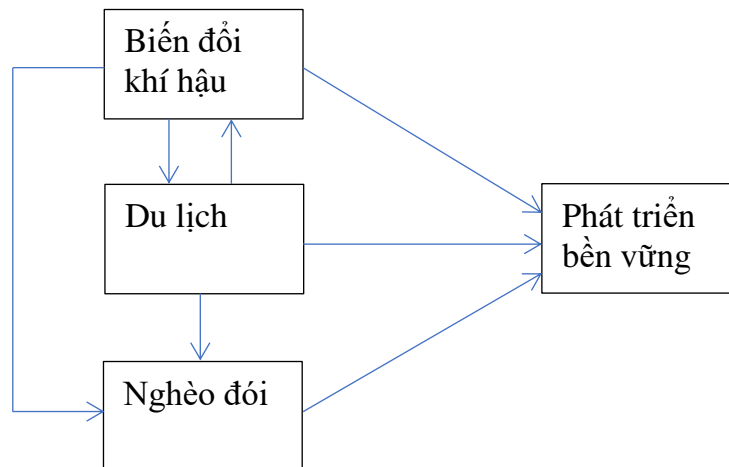 Biến đổi
khí hậu
Du lịch
Phát triển
bền vững
Nghèo đói